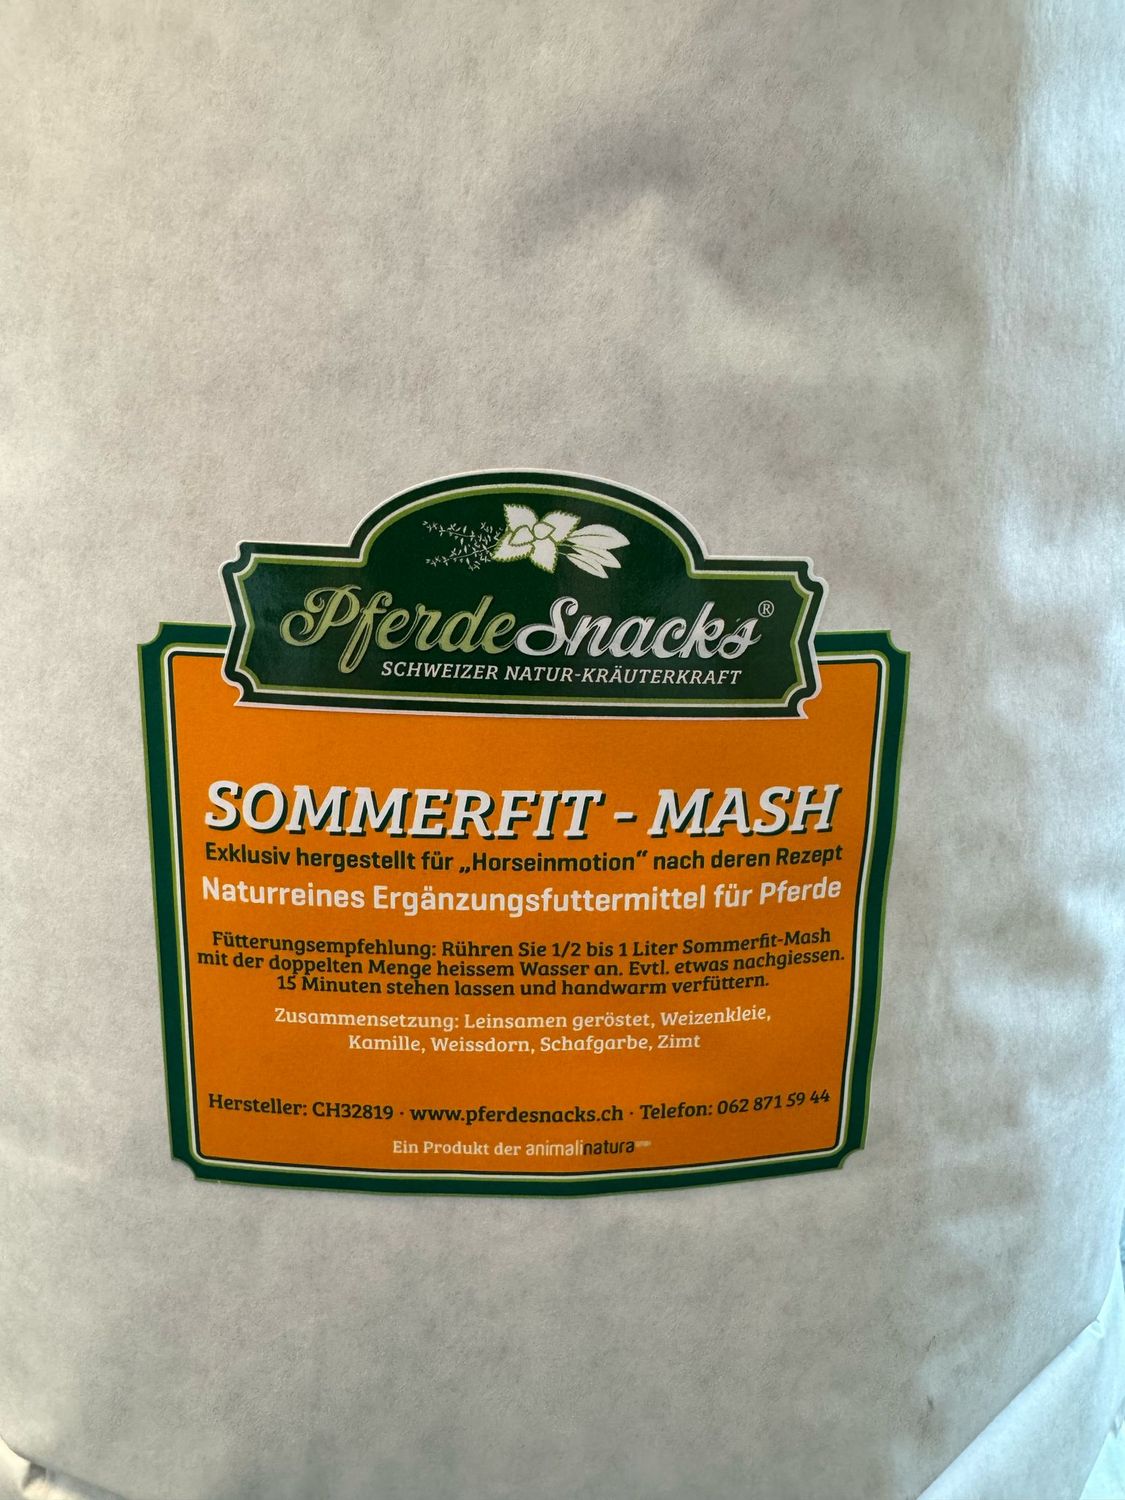 PferdeSnacks®
SCHWEIZER NATUR-KRÄUTERKRAFT
SOMMERFIT - MASH
Exklusiv hergestellt für „Horseinmotion“ nach deren Rezept
Naturreines Ergänzungsfuttermittel für Pferde
Fütterungsempfehlung: Rühren Sie 1/2 bis 1 Liter Sommerfit-Mash
mit der doppelten Menge heissem Wasser an. Evtl. etwas nachgiessen.
15 Minuten stehen lassen und handwarm verfüttern.
Zusammensetzung: Leinsamen geröstet, Weizenkleie,
Kamille, Weissdorn, Schafgarbe, Zimt
Hersteller: CH32819 · www.pferdesnacks.ch · Telefon: 062 871 59 44
Ein Produkt der animalinatura